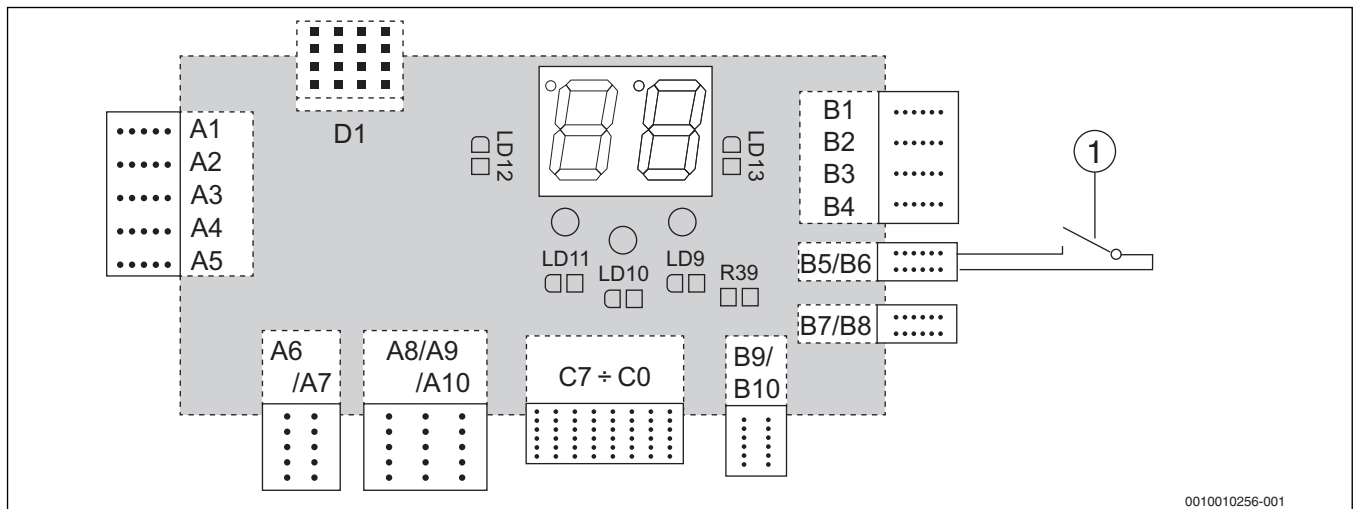 D1
A1
A2
A3
A4
A5
LD12
LD13
B1
B2
B3
B4
1
LD11
LD10
LD9
R39
B5/B6
B7/B8
A6
/A7
A8/A9
/A10
C7 ÷ C0
B9/
B10
0010010256-001